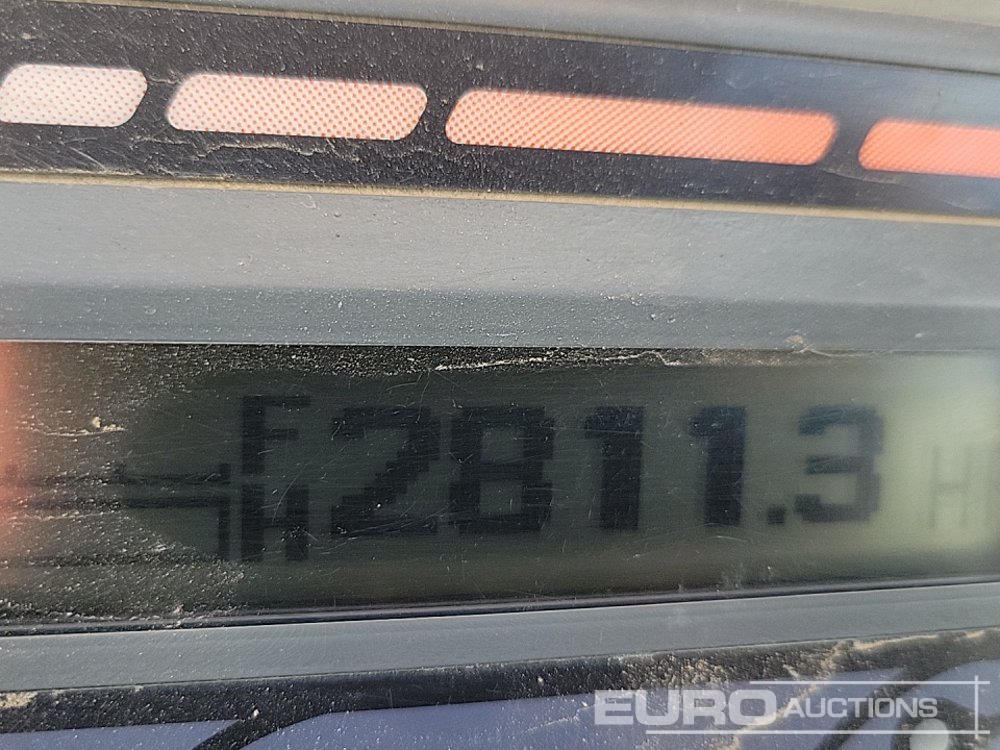 F
H 2811.3 H
EURO AUCTIONS